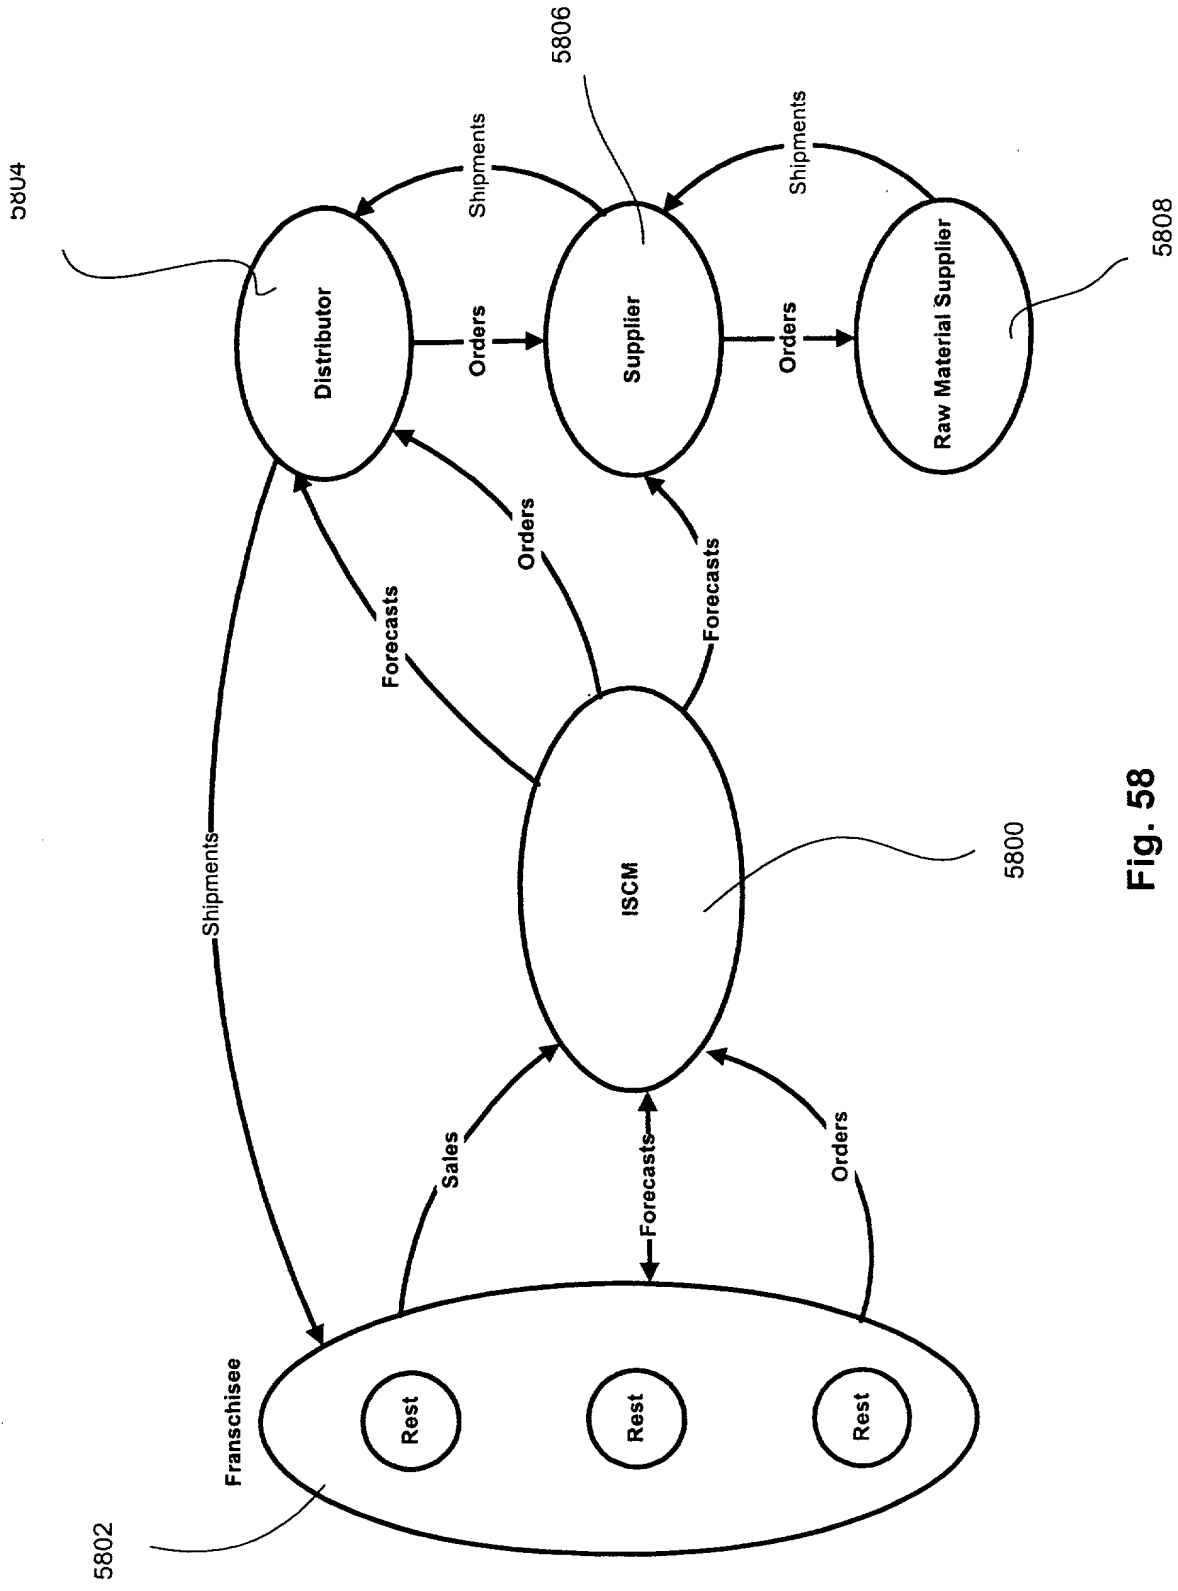 5804
5802
Shipments
Franschisee
Distributor
Forecasts
Rest
Sales
Shipments
Orders
Orders
5806
Rest
Forecasts
ISCM
Supplier
Forecasts
Shipments
Orders
Rest
Orders
Raw Material Supplier
5800
5808
Fig. 58